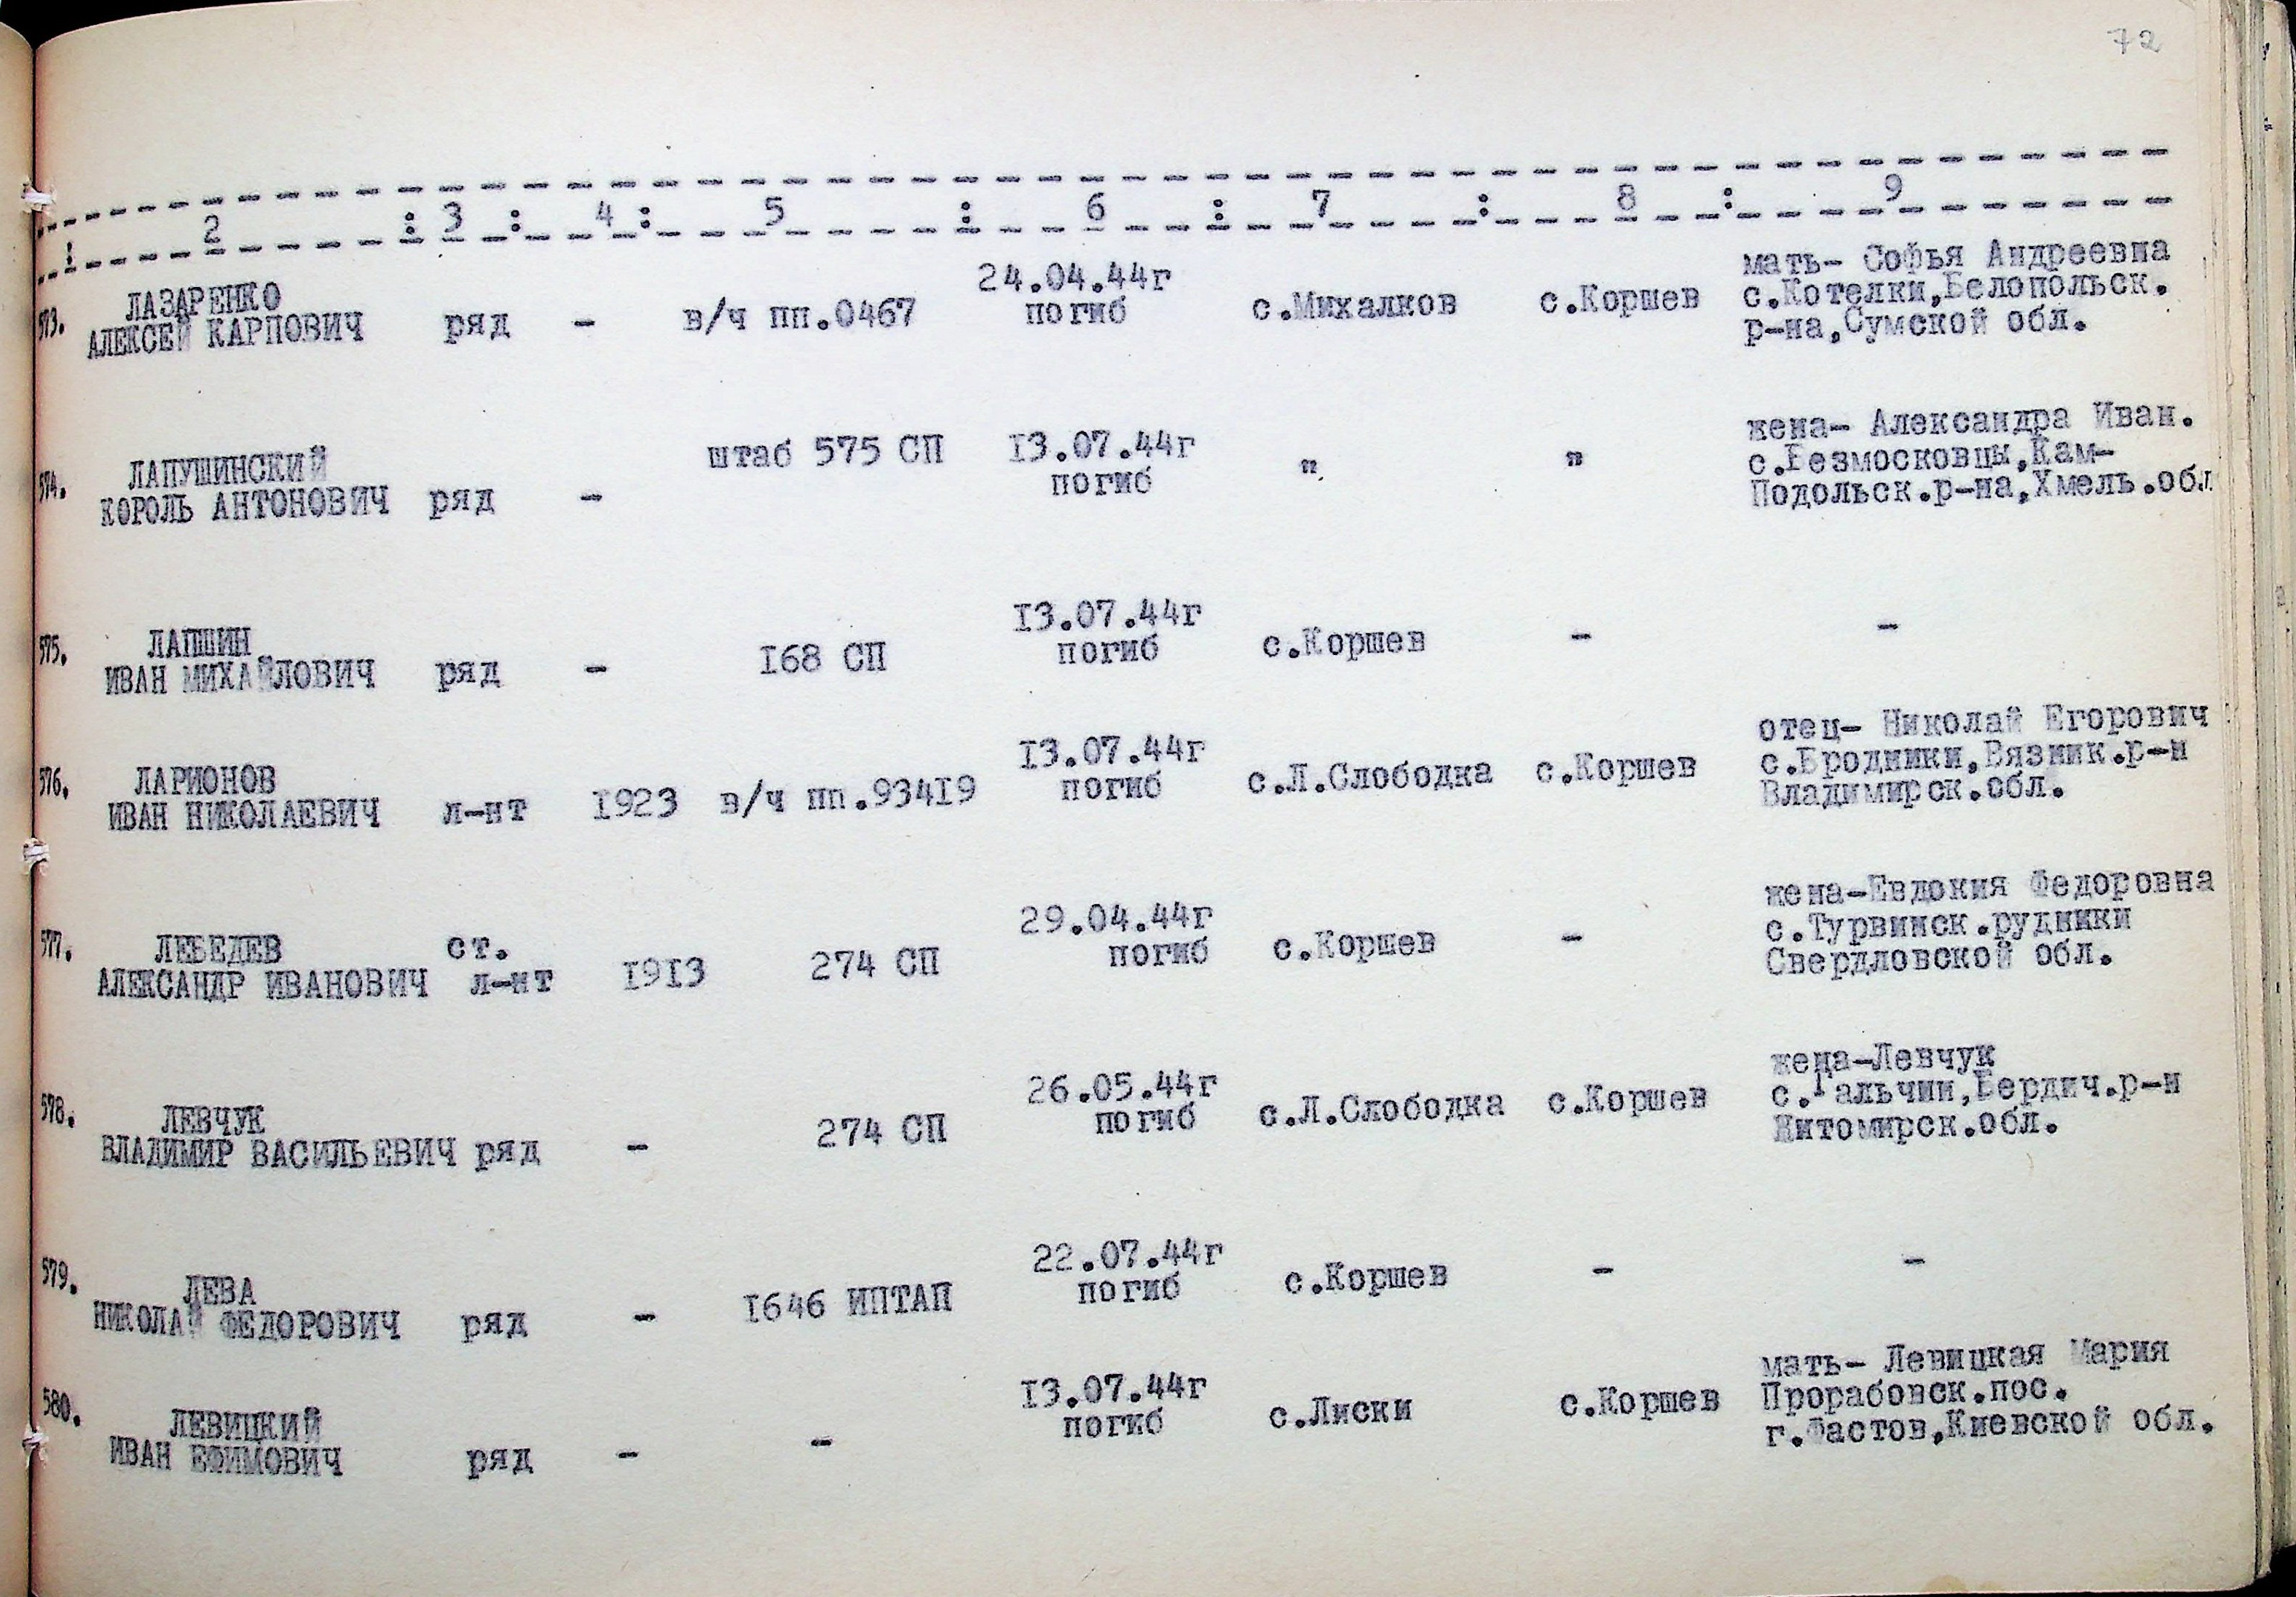 72
: 2 : 3 : 4 : 5 : 6 : 7 : 8 : 9
573. ЛАЗАРЕНКО
АЛЕКСЕЙ КАРПОВИЧ ряд - в/ч пп.0467 24.04.44г
погиб с.Михалков с.Коршев мать- Софья Андреевна
с.Котелки,Белопольск.
р-на,Сумской обл.
574. ЛАПУШИНСКИЙ
КОРОЛЬ АНТОНОВИЧ ряд - штаб 575 СП 13.07.44г
погиб " " жена- Александра Иван.
с.Безмосковцы,Кам-
Подольск.р-на,Хмель.обл
575. ЛАПШИН
ИВАН МИХАЙЛОВИЧ ряд - 168 СП 13.07.44г
погиб с.Коршев - -
576. ЛАРИОНОВ
ИВАН НИКОЛАЕВИЧ л-нт 1923 в/ч пп.93419 13.07.44г
погиб с.Л.Слободка с.Коршев отец- Николай Егорович
с.Бродники,Вязник.р-н
Владимирск.обл.
577. ЛЕБЕДЕВ ст.
АЛЕКСАНДР ИВАНОВИЧ л-нт 1913 274 СП 29.04.44г
погиб с.Коршев - жена-Евдокия Федоровна
с.Турвинск.рудники
Свердловской обл.
578. ЛЕВЧУК
ВЛАДИМИР ВАСИЛЬЕВИЧ ряд - 274 СП 26.05.44г
погиб с.Л.Слободка с.Коршев жена-Левчук
с.Гальчин,Бердич.р-н
Житомирск.обл.
579. ЛЕВА
НИКОЛАЙ ФЕДОРОВИЧ ряд - 1646 ИПТАП 22.07.44г
погиб с.Коршев - -
580. ЛЕВИЦКИЙ
ИВАН ЕФИМОВИЧ ряд - - 13.07.44г
погиб с.Лиски с.Коршев мать- Левицкая Мария
Прорабовск.пос.
г.Фастов,Киевской обл.